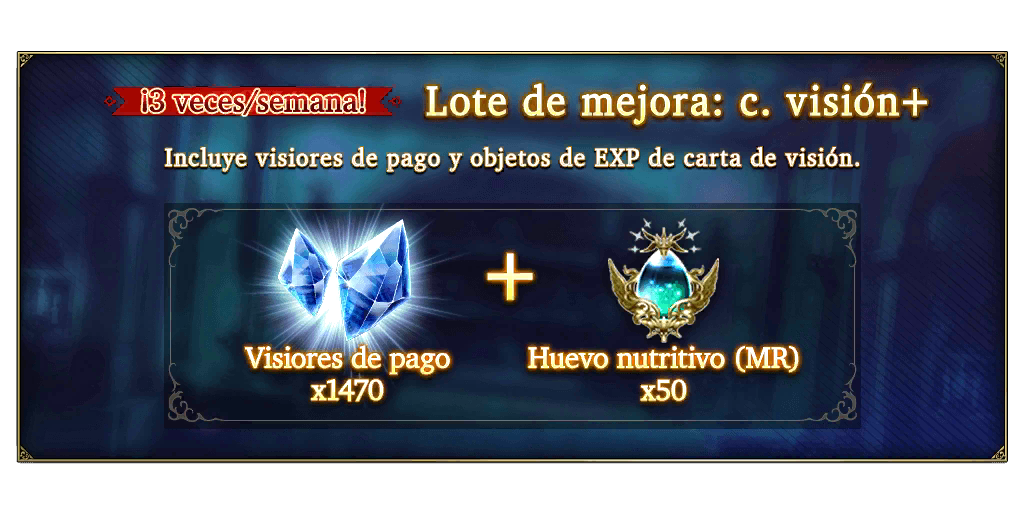 ¡3 veces/semana!
Lote de mejora: c. visión+
Incluye visiores de pago y objetos de EXP de carta de visión.
Visiores de pago
x1470
+
Huevo nutritivo (MR)
x50